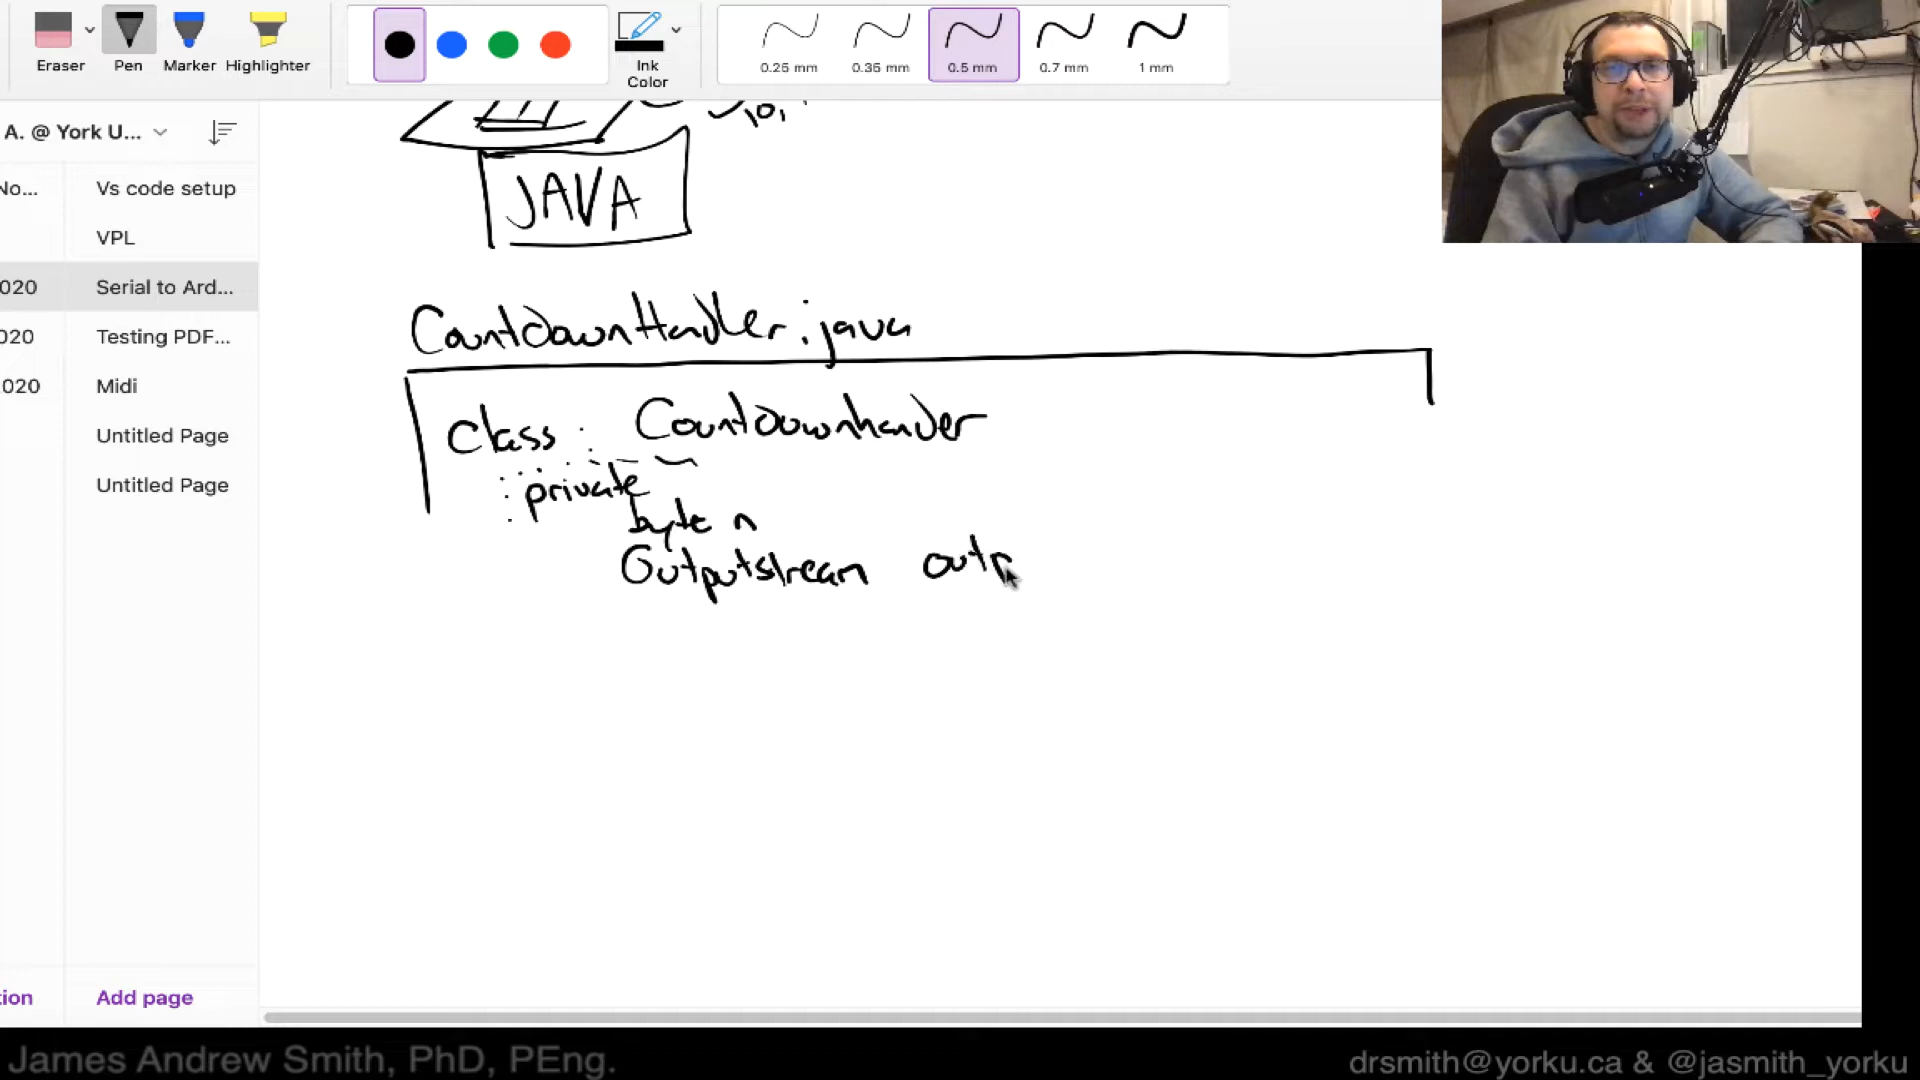 Eraser
Pen
Marker
Highlighter
Ink
Color
0.25 mm
0.35 mm
0.5 mm
0.7 mm
1 mm
A. @ York U...
No...
Vs code setup
VPL
020
Serial to Ard...
020
Testing PDF...
020
Midi
Untitled Page
Untitled Page
tion
Add page
JAVA
CountdownHandler.java
class : Countdownhander
private
byte n
Outputstream outp
James Andrew Smith, PhD, PEng.
drsmith@yorku.ca & @jasmith_yorku